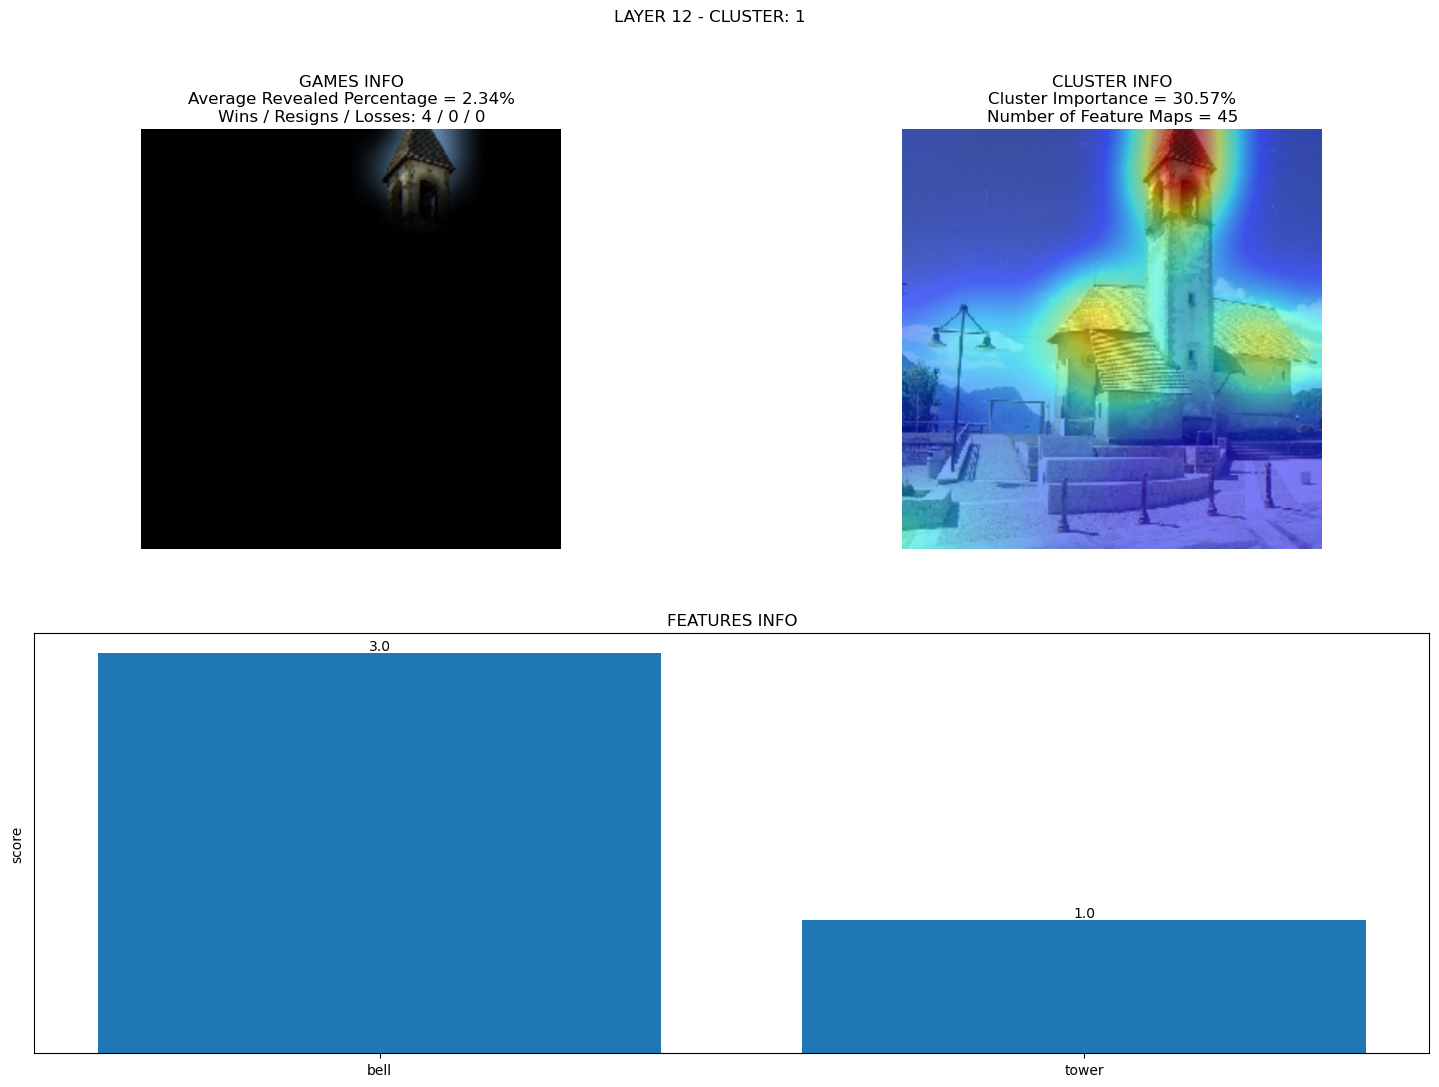 LAYER 12 - CLUSTER: 1
GAMES INFO
Average Revealed Percentage = 2.34%
Wins / Resigns / Losses: 4 / 0 / 0
CLUSTER INFO
Cluster Importance = 30.57%
Number of Feature Maps = 45
FEATURES INFO
score
3.0
1.0
bell
tower